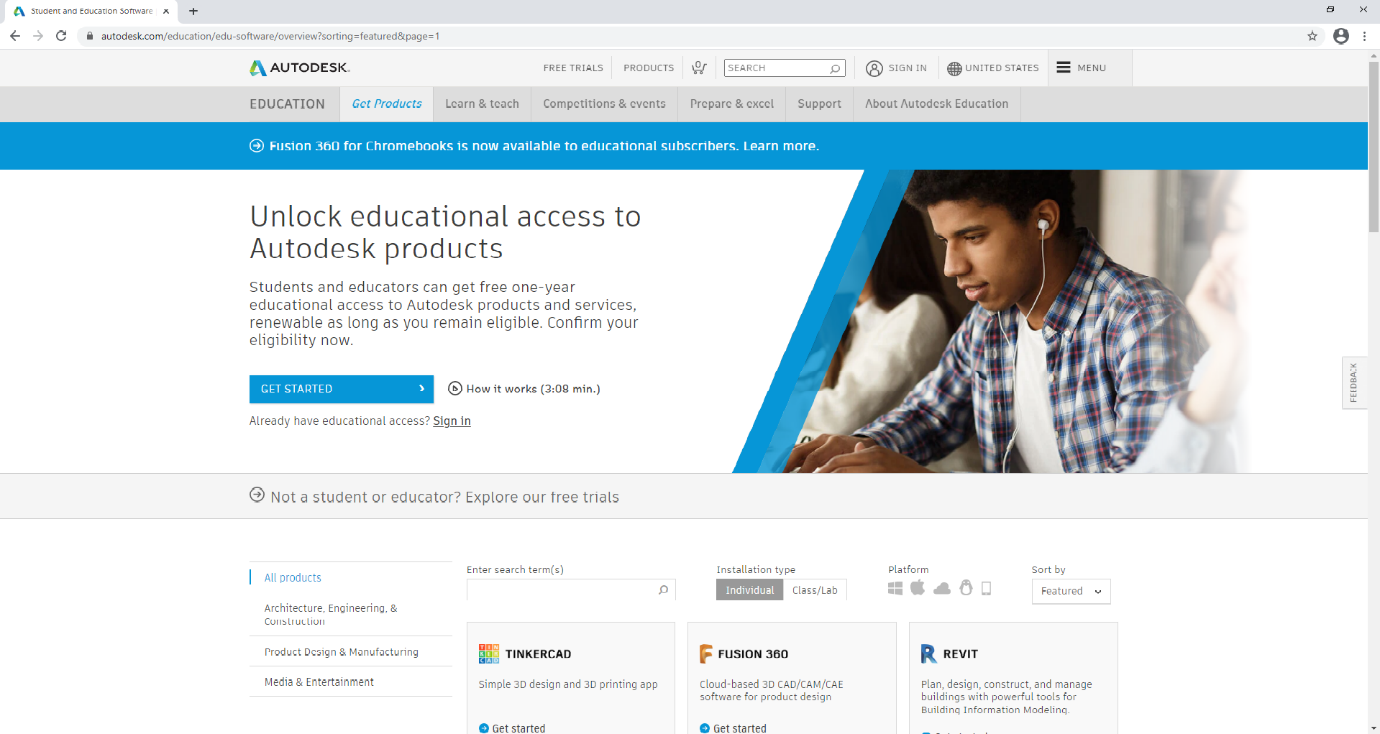 Student and Education Software
autodesk.com/education/edu-software/overview?sorting=featured&page=1
AUTODESK.
FREE TRIALS
PRODUCTS
0
SEARCH
SIGN IN
UNITED STATES
MENU
EDUCATION
Get Products
Learn & teach
Competitions & events
Prepare & excel
Support
About Autodesk Education
Fusion 360 for Chromebooks is now available to educational subscribers. Learn more.
Unlock educational access to
Autodesk products
Students and educators can get free one-year
educational access to Autodesk products and services,
renewable as long as you remain eligible. Confirm your
eligibility now.
GET STARTED
How it works (3:08 min.)
Already have educational access? Sign In
FEEDBACK
Not a student or educator? Explore our free trials
All products
Architecture, Engineering, &
Construction
Product Design & Manufacturing
Media & Entertainment
Enter search term(s)
Installation type
Individual
Class/Lab
Platform
Sort by
Featured
TINKERCAD
Simple 3D design and 3D printing app
Get started
FUSION 360
Cloud-based 3D CAD/CAM/CAE
software for product design
Get started
REVIT
Plan, design, construct, and manage
buildings with powerful tools for
Building Information Modeling.